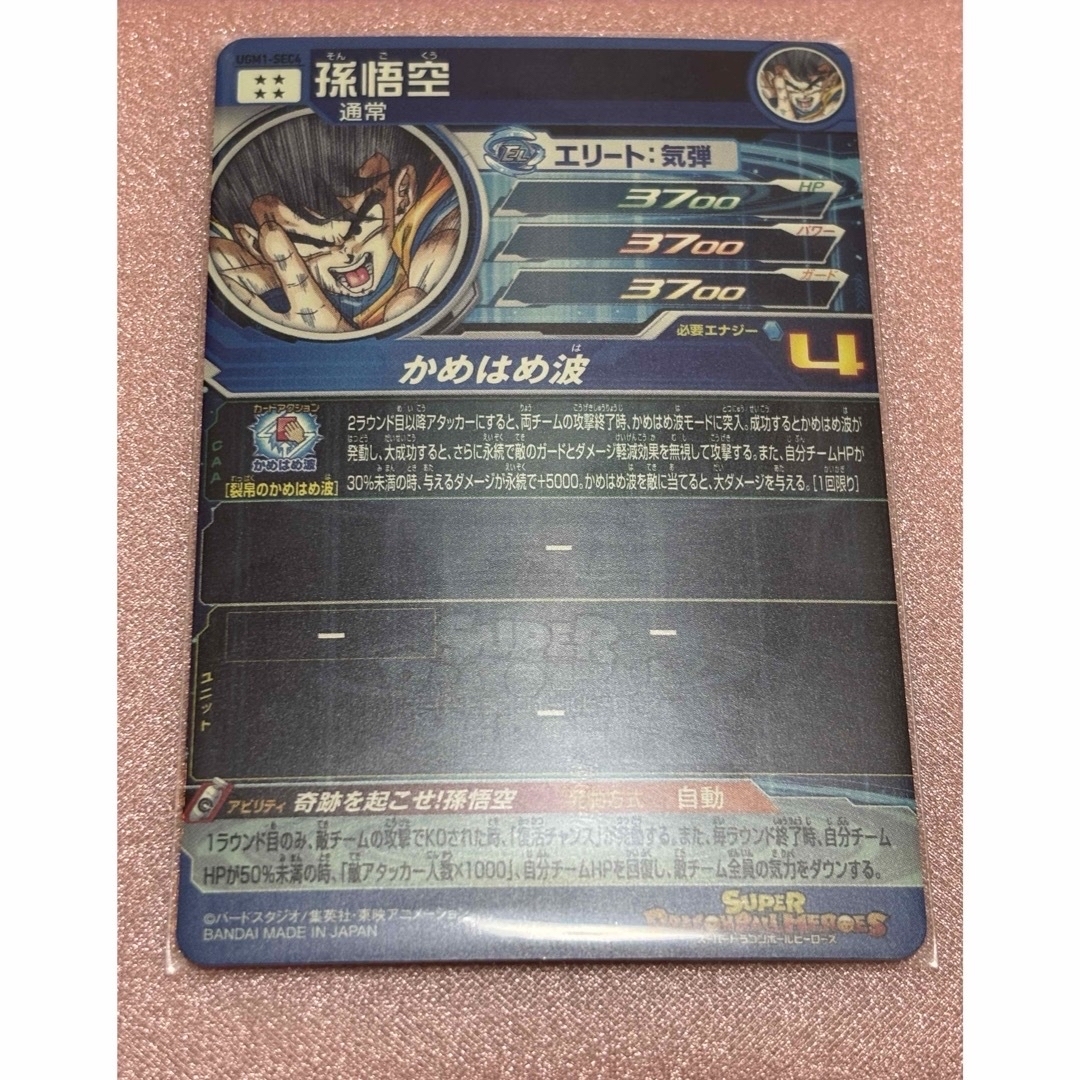 UGM1-SEC4
★★
★★
そん ご くう
孫悟空
通常
EL
エリート:気弾
HP
3700
パワー
3700
ガード
3700
必要エナジー
4
は
かめはめ波
CAA
カードアクション
かめはめ波
[裂帛のかめはめ波]
2ラウンド目以降アタッカーにすると、両チームの攻撃終了時、かめはめ波モードに突入。成功するとかめはめ波が
発動し、大成功すると、さらに永続で敵のガードとダメージ軽減効果を無視して攻撃する。また、自分チームHPが
30%未満の時、与えるダメージが永続で+5000。かめはめ波を敵に当てると、大ダメージを与える。[1回限り]
ー
ユニット
ー ー
ー
アビリティ 奇跡を起こせ!孫悟空 発動方式 自動
1ラウンド目のみ、敵チームの攻撃でKOされた時、「復活チャンス」が発動する。また、毎ラウンド終了時、自分チーム
HPが50%未満の時、「敵アタッカー人数×1000」、自分チームHPを回復し、敵チーム全員の気力をダウンする。
©バードスタジオ/集英社・東映アニメーション
BANDAI MADE IN JAPAN
SUPER
DRAGONBALL HEROES
スーパードラゴンボールヒーローズ